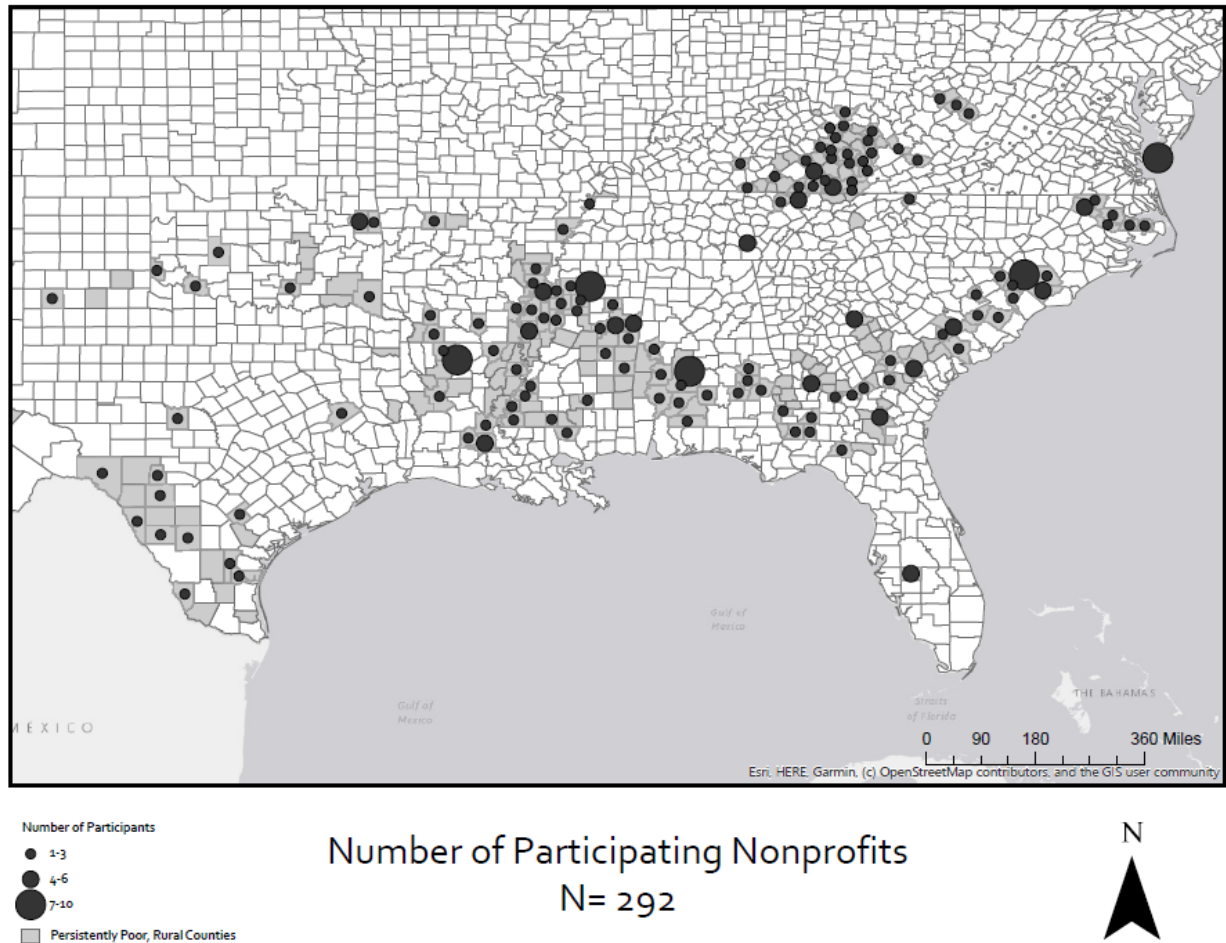 Gulf of
Mexico
Gulf of
Mexico
Straits
of Florida
THE BAHAMAS
MÉXICO
0 90 180 360 Miles
Esri, HERE, Garmin, (c) OpenStreetMap contributors, and the GIS user community
Number of Participants
1-3
4-6
7-10
Persistently Poor, Rural Counties
Number of Participating Nonprofits
N= 292
N